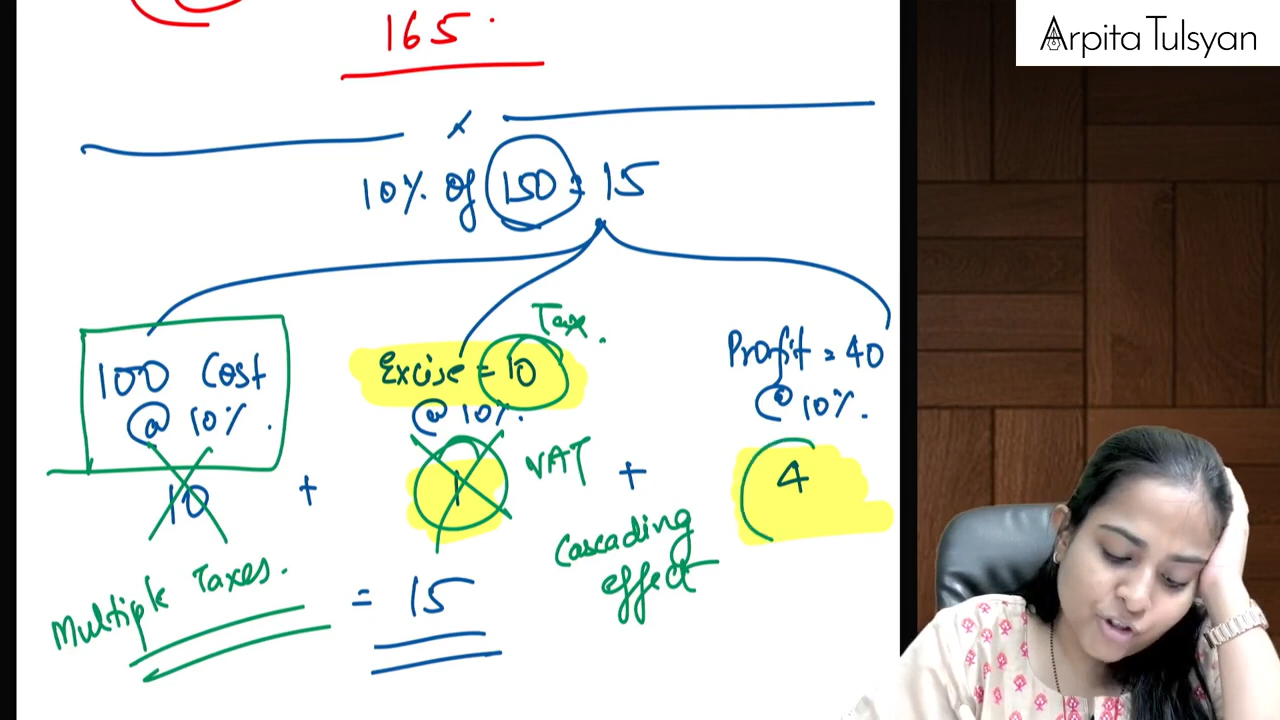 Arpita Tulsyan
165
x
10% of 150 = 15
Tax.
100 Cost
@ 10%.
Excise = 10
@ 10%.
Profit = 40
@ 10%.
10 + 1 VAT + 4
Cascading
effect
Multiple Taxes.
= 15